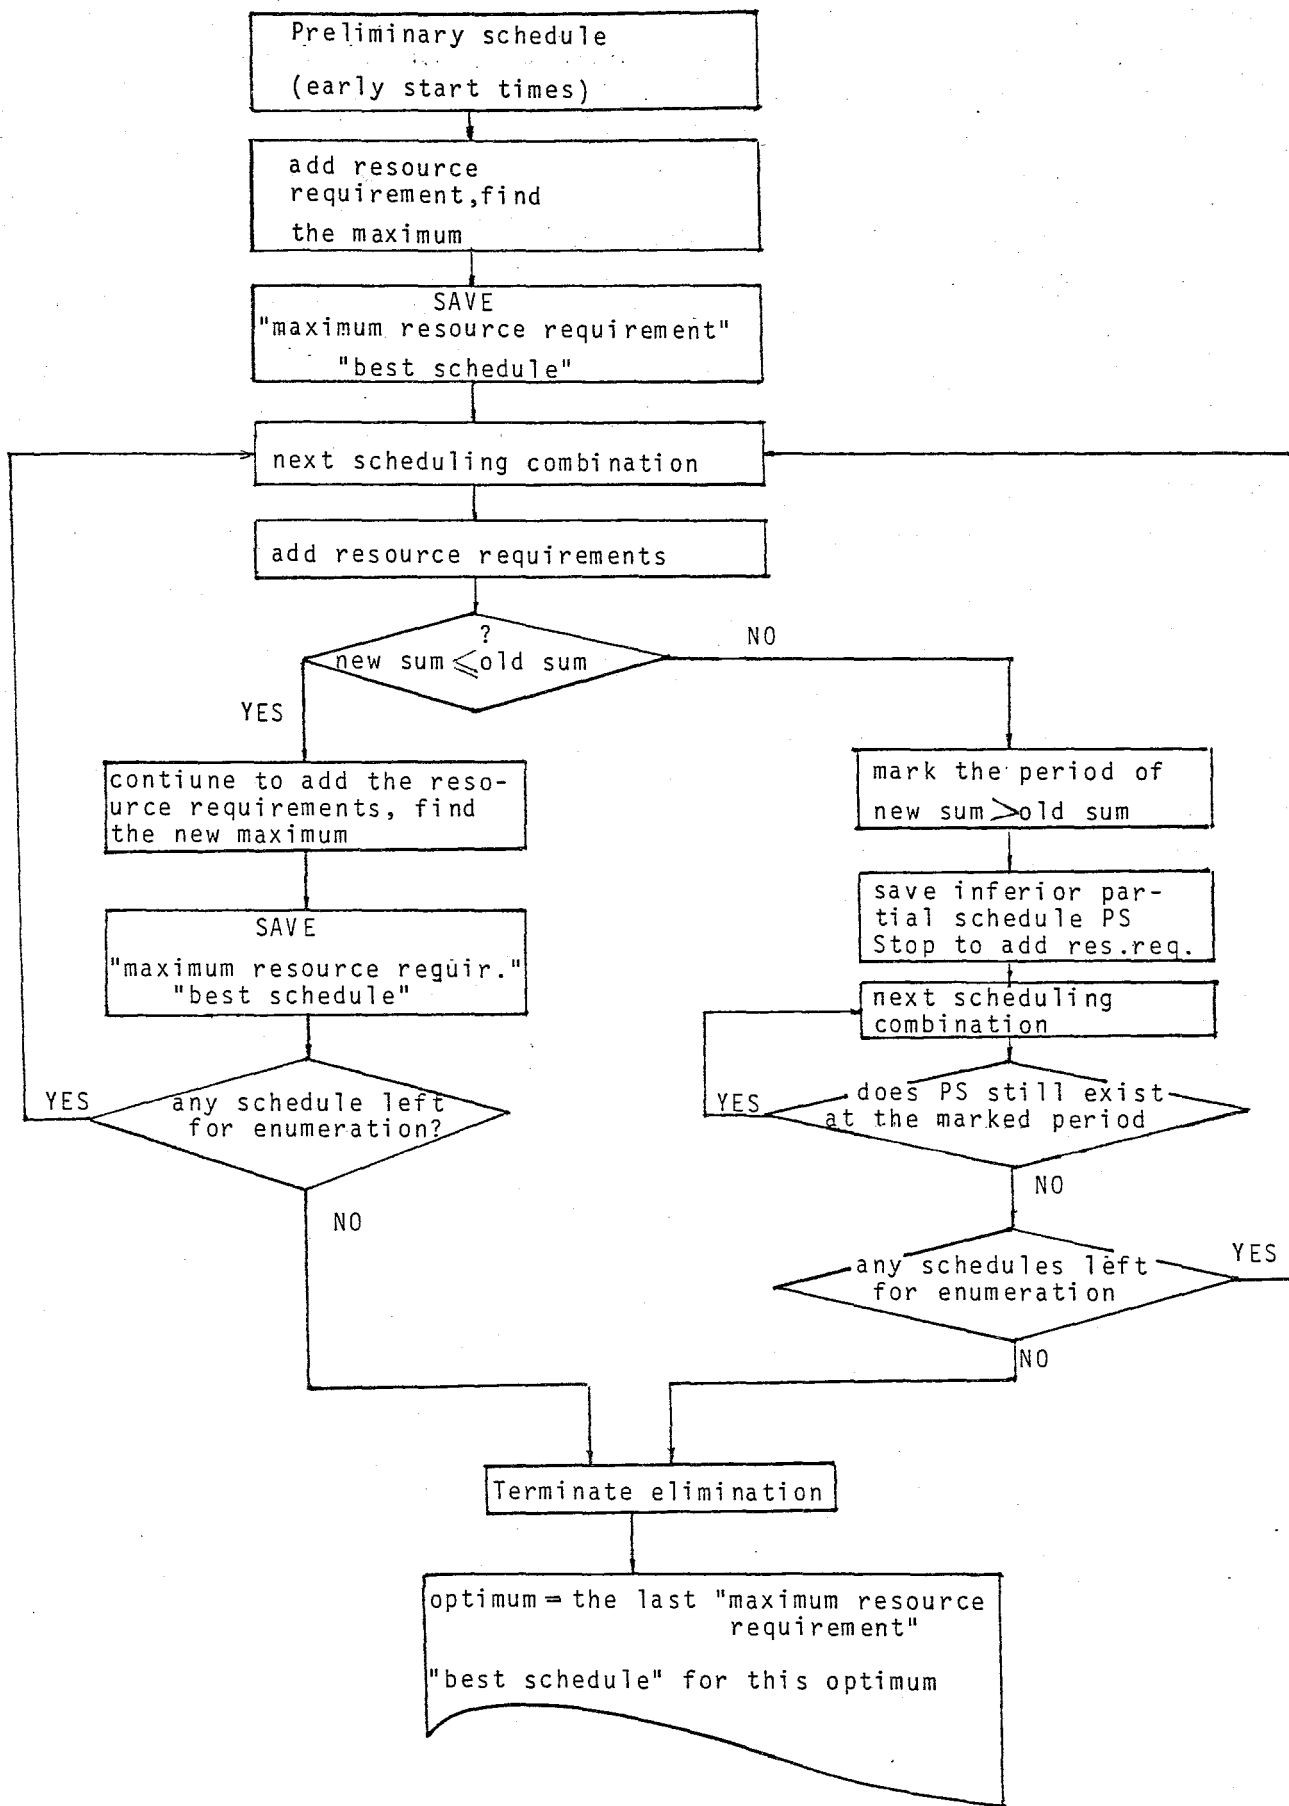 Preliminary schedule
(early start times)
add resource
requirement,find
the maximum
SAVE
"maximum resource requirement"
"best schedule"
next scheduling combination
add resource requirements
?
new sum ⩽ old sum
NO
YES
contiune to add the reso-
urce requirements, find
the new maximum
SAVE
"maximum resource reguir."
"best schedule"
YES
any schedule left
for enumeration?
NO
mark the period of
new sum > old sum
save inferior par-
tial schedule PS
Stop to add res.req.
next scheduling
combination
does PS still exist
YES
at the marked period
NO
YES
any schedules left
for enumeration
NO
Terminate elimination
optimum = the last "maximum resource
requirement"
"best schedule" for this optimum